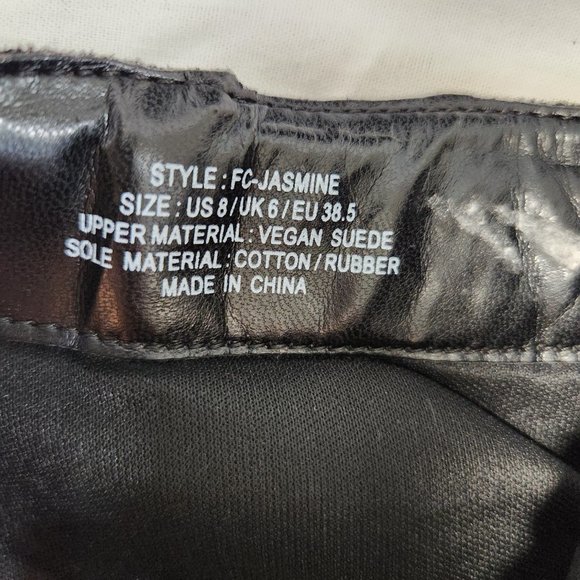 STYLE : FC-JASMINE
SIZE : US 8 / UK 6 / EU 38.5
UPPER MATERIAL : VEGAN SUEDE
SOLE MATERIAL : COTTON / RUBBER
MADE IN CHINA